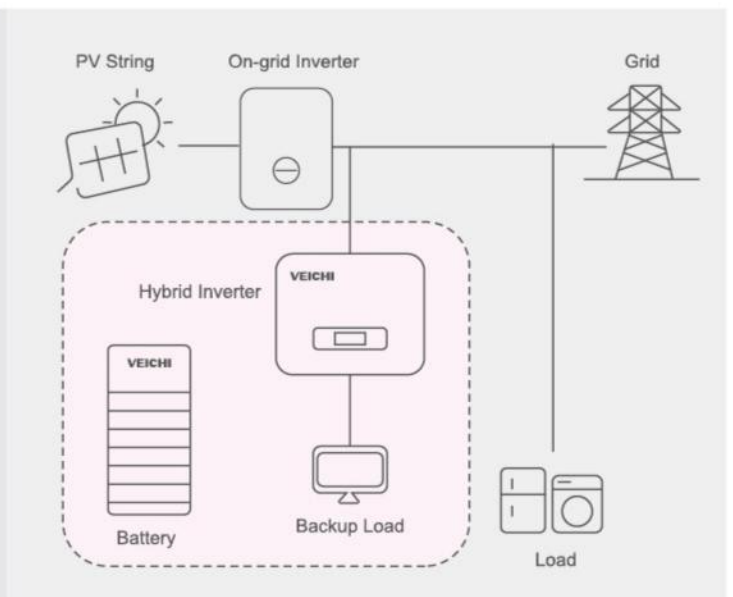 PV String
On-grid Inverter
Grid
VEICHI
Hybrid Inverter
VEICHI
Battery
Backup Load
Load